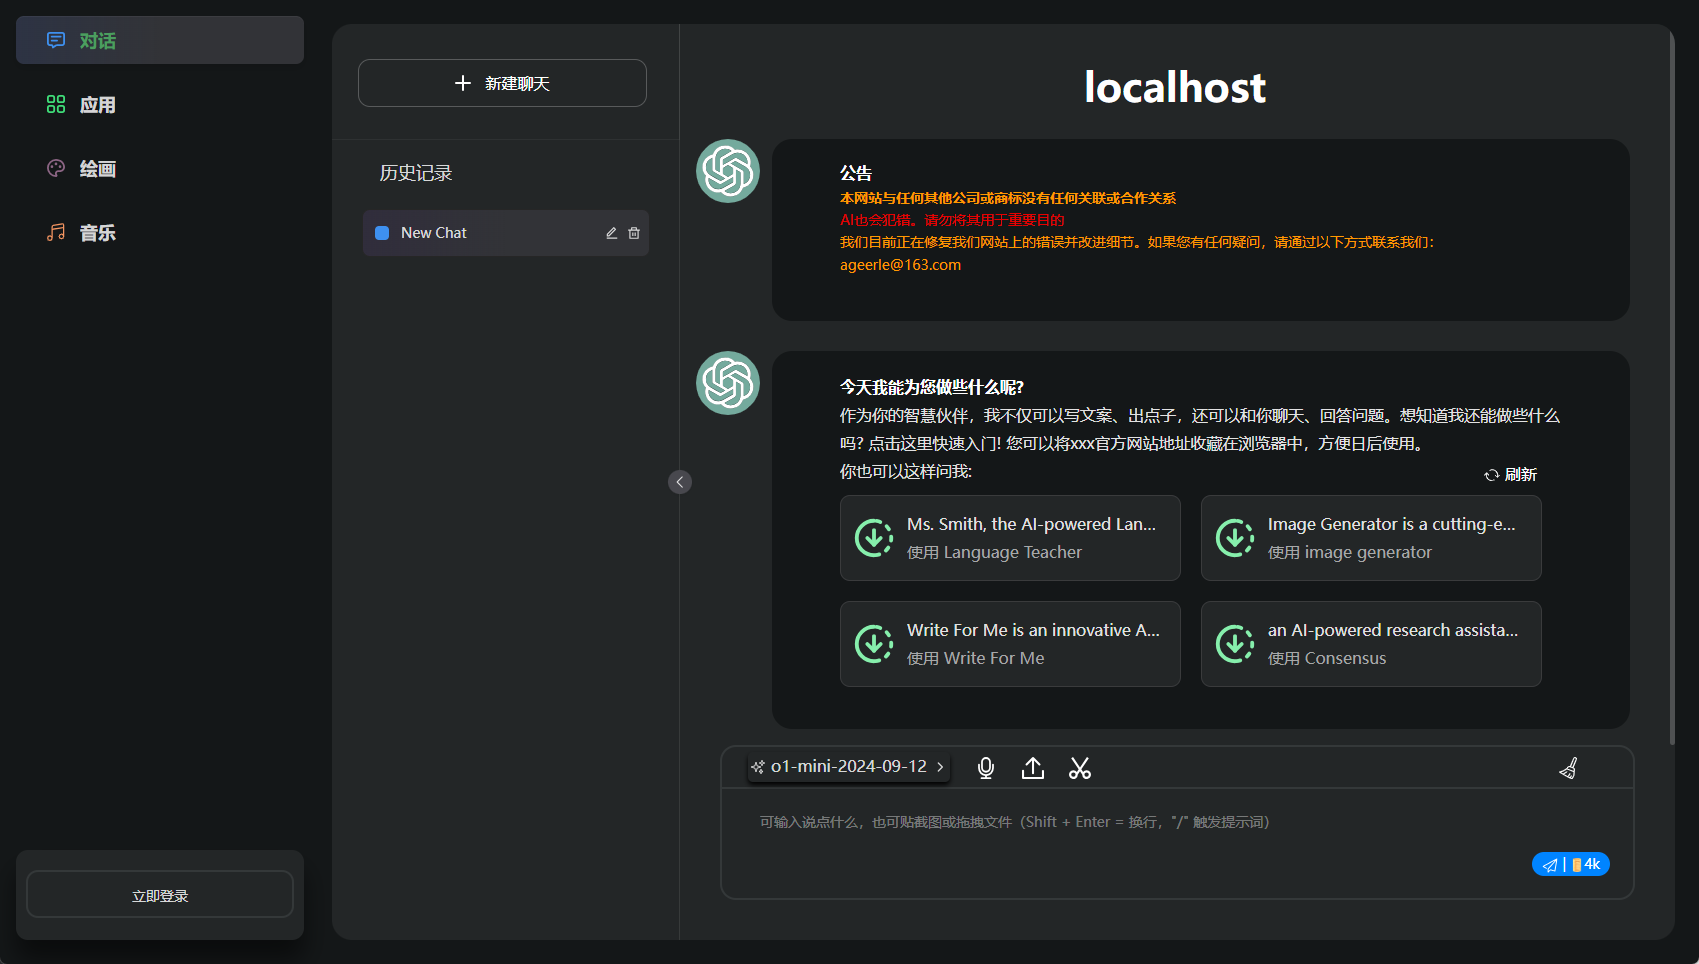 对话
应用
绘画
音乐
立即登录
新建聊天
历史记录
New Chat
localhost
公告
本网站与任何其他公司或商标没有任何关联或合作关系
AI也会犯错。请勿将其用于重要目的
我们目前正在修复我们网站上的错误并改进细节。如果您有任何疑问，请通过以下方式联系我们：
ageerle@163.com
今天我能为您做些什么呢?
作为你的智慧伙伴，我不仅可以写文案、出点子，还可以和你聊天、回答问题。想知道我还能做些什么
吗? 点击这里快速入门! 您可以将xxx官方网站地址收藏在浏览器中，方便日后使用。
你也可以这样问我:
刷新
Ms. Smith, the AI-powered Lan...
使用 Language Teacher
Image Generator is a cutting-e...
使用 image generator
Write For Me is an innovative A...
使用 Write For Me
an AI-powered research assista...
使用 Consensus
o1-mini-2024-09-12
可输入说点什么，也可贴截图或拖拽文件（Shift + Enter = 换行，"/" 触发提示词）
4k